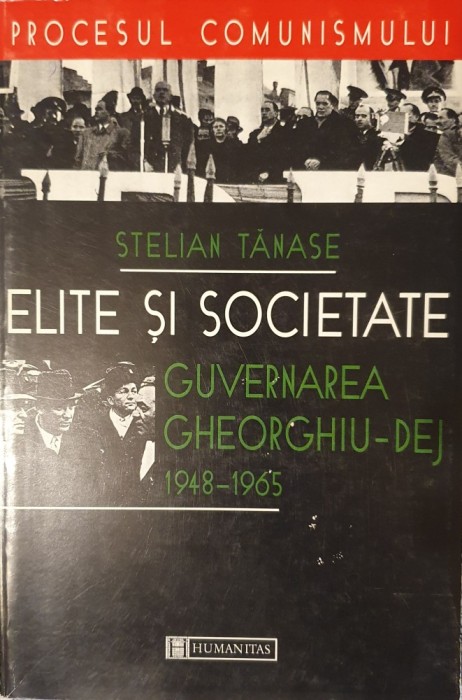 PROCESUL COMUNISMULUI
STELIAN TĂNASE
ELITE ȘI SOCIETATE
GUVERNAREA
GHEORGHIU-DEJ
1948-1965
HUMANITAS